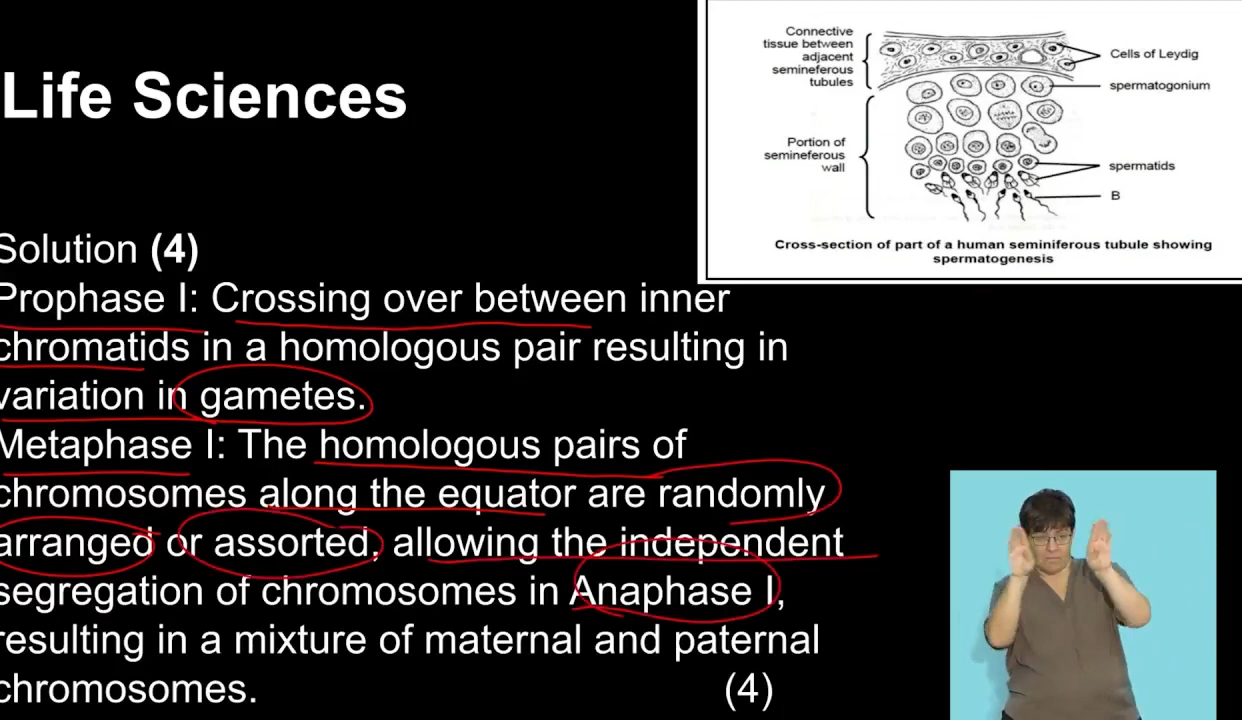 Life Sciences
Solution (4)
Prophase I: Crossing over between inner
chromatids in a homologous pair resulting in
variation in gametes.
Metaphase I: The homologous pairs of
chromosomes along the equator are randomly
arranged or assorted, allowing the independent
segregation of chromosomes in Anaphase I,
resulting in a mixture of maternal and paternal
chromosomes. (4)
Connective
tissue between
adjacent
semineferous
tubules
Cells of Leydig
spermatogonium
Portion of
semineferous
wall
spermatids
B
Cross-section of part of a human seminiferous tubule showing
spermatogenesis